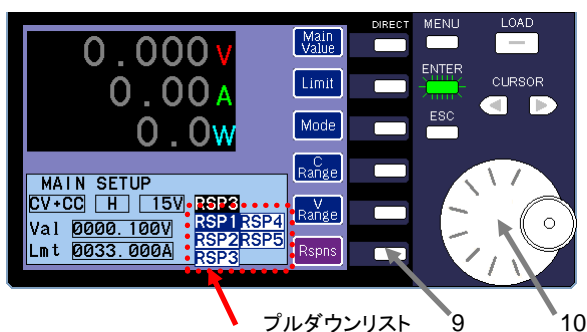 0.000V
0.00A
0.0W
MAIN SETUP
CV+CC H 15V RSP3
Val 0000.100V
Lmt 0033.000A
RSP1 RSP4
RSP2 RSP5
RSP3
Main Value
Limit
Mode
C Range
V Range
Rspns
DIRECT
MENU
LOAD
ENTER
CURSOR
ESC
プルダウンリスト
9
10